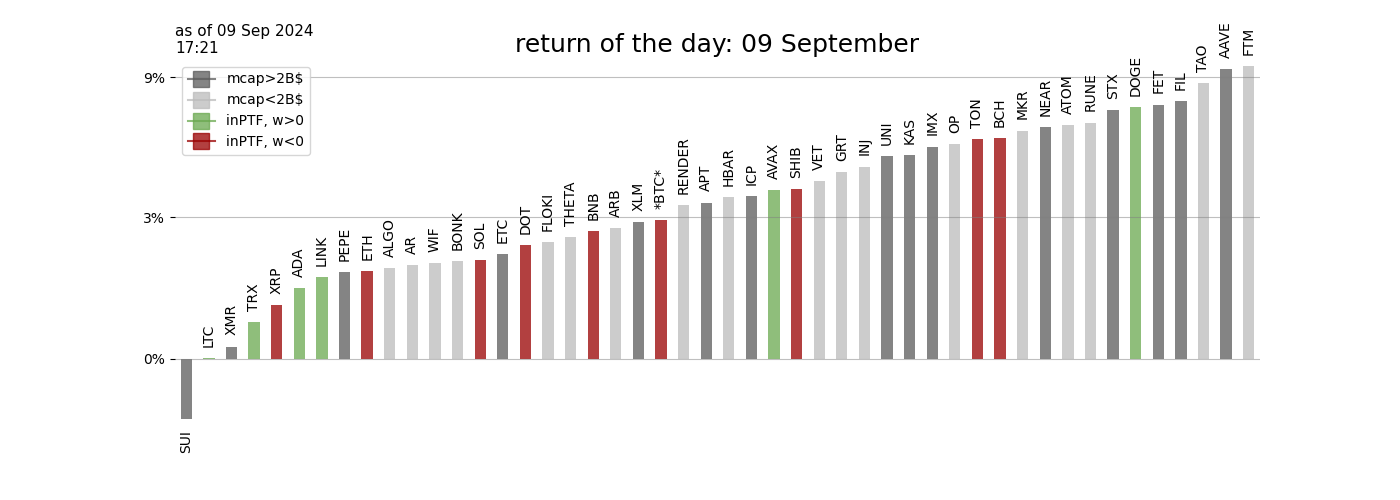 as of 09 Sep 2024
17:21
return of the day: 09 September
mcap>2B$
mcap<2B$
inPTF, w>0
inPTF, w<0
9%
3%
0%
SUI
LTC
XMR
TRX
XRP
ADA
LINK
PEPE
ETH
ALGO
AR
WIF
BONK
SOL
ETC
DOT
FLOKI
THETA
BNB
ARB
XLM
*BTC*
RENDER
APT
HBAR
ICP
AVAX
SHIB
VET
GRT
INJ
UNI
KAS
IMX
OP
TON
BCH
MKR
NEAR
ATOM
RUNE
STX
DOGE
FET
FIL
TAO
AAVE
FTM